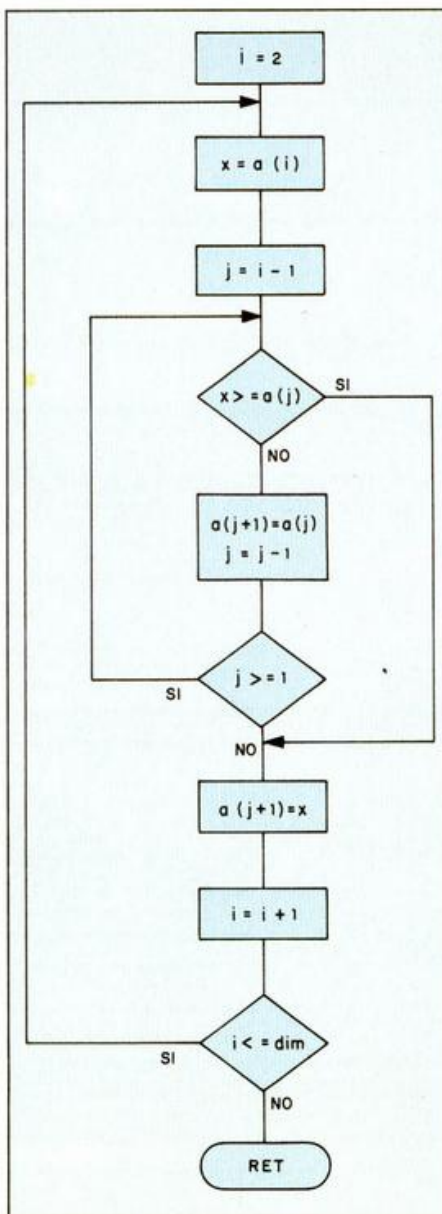 i = 2
x = a (i)
j = i - 1
x > = a(j)
SI
NO
a(j+1)=a(j)
j = j - 1
j > = 1
SI
NO
a (j+1)=x
i = i + 1
i < = dim
SI
NO
RET